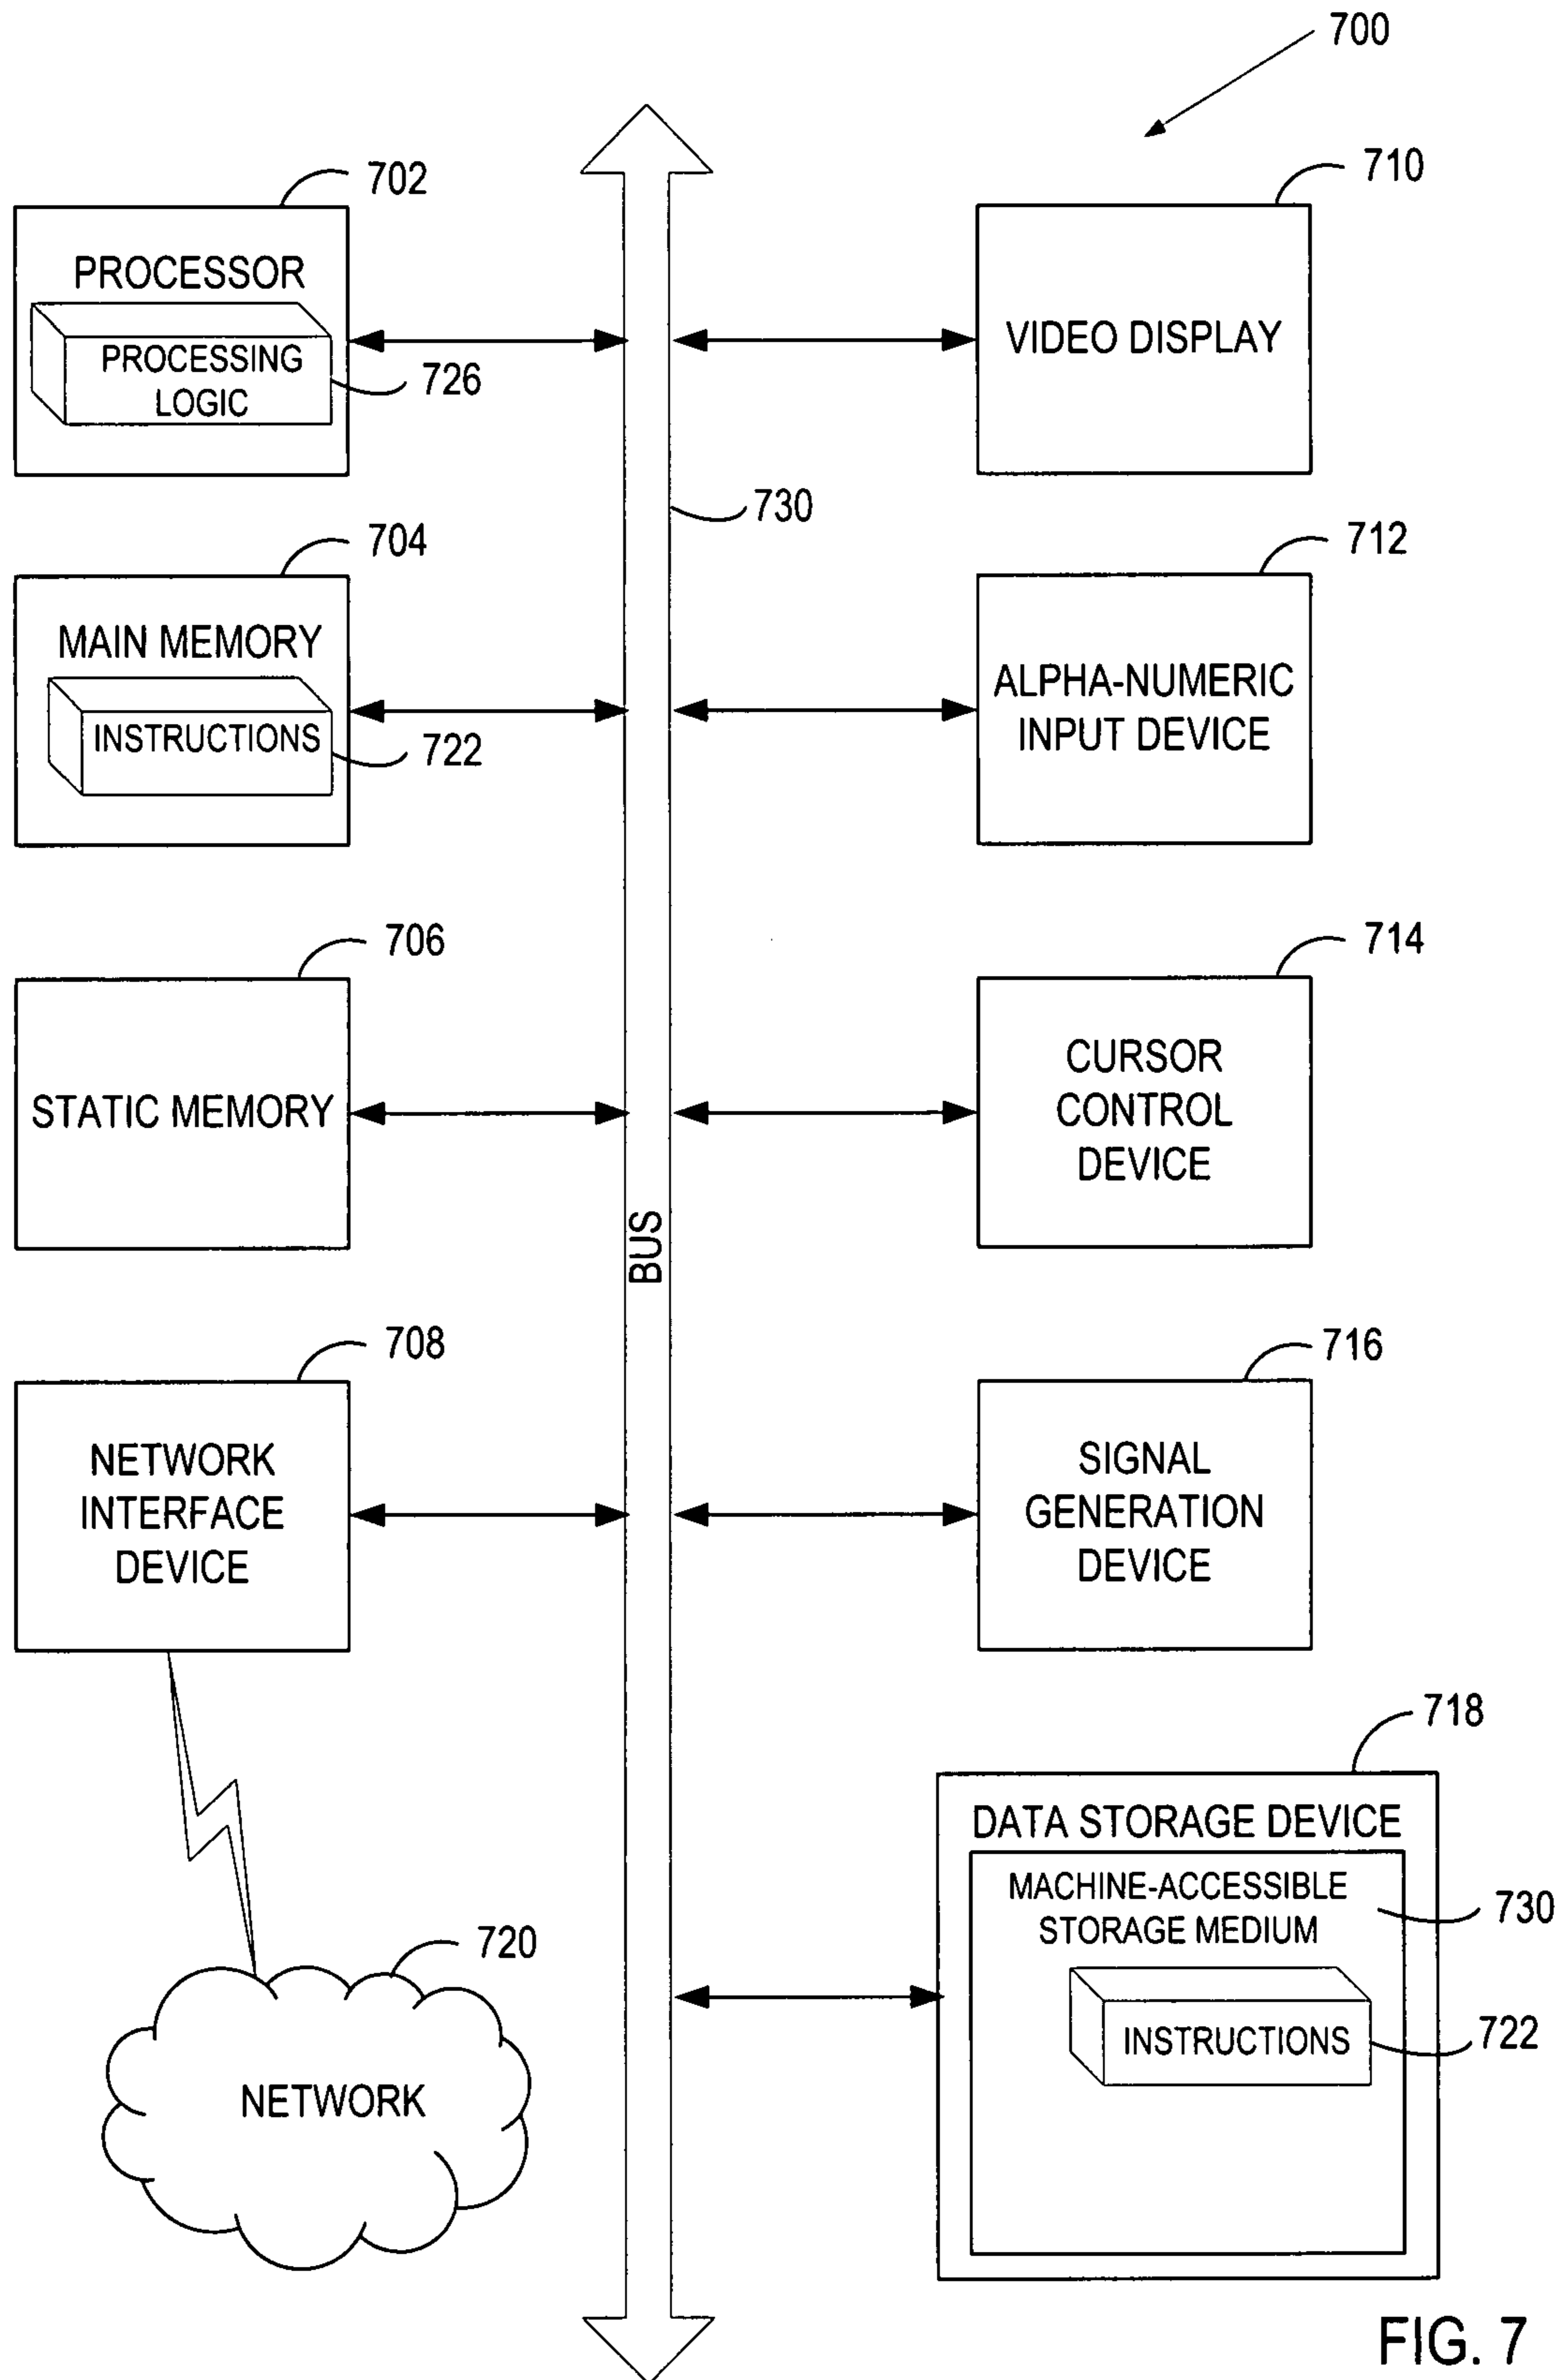 700
702
PROCESSOR
PROCESSING
LOGIC
726
710
VIDEO DISPLAY
730
704
MAIN MEMORY
INSTRUCTIONS
722
712
ALPHA-NUMERIC
INPUT DEVICE
706
STATIC MEMORY
714
CURSOR
CONTROL
DEVICE
BUS
708
NETWORK
INTERFACE
DEVICE
716
SIGNAL
GENERATION
DEVICE
718
DATA STORAGE DEVICE
MACHINE-ACCESSIBLE
STORAGE MEDIUM
730
INSTRUCTIONS
722
720
NETWORK
FIG. 7